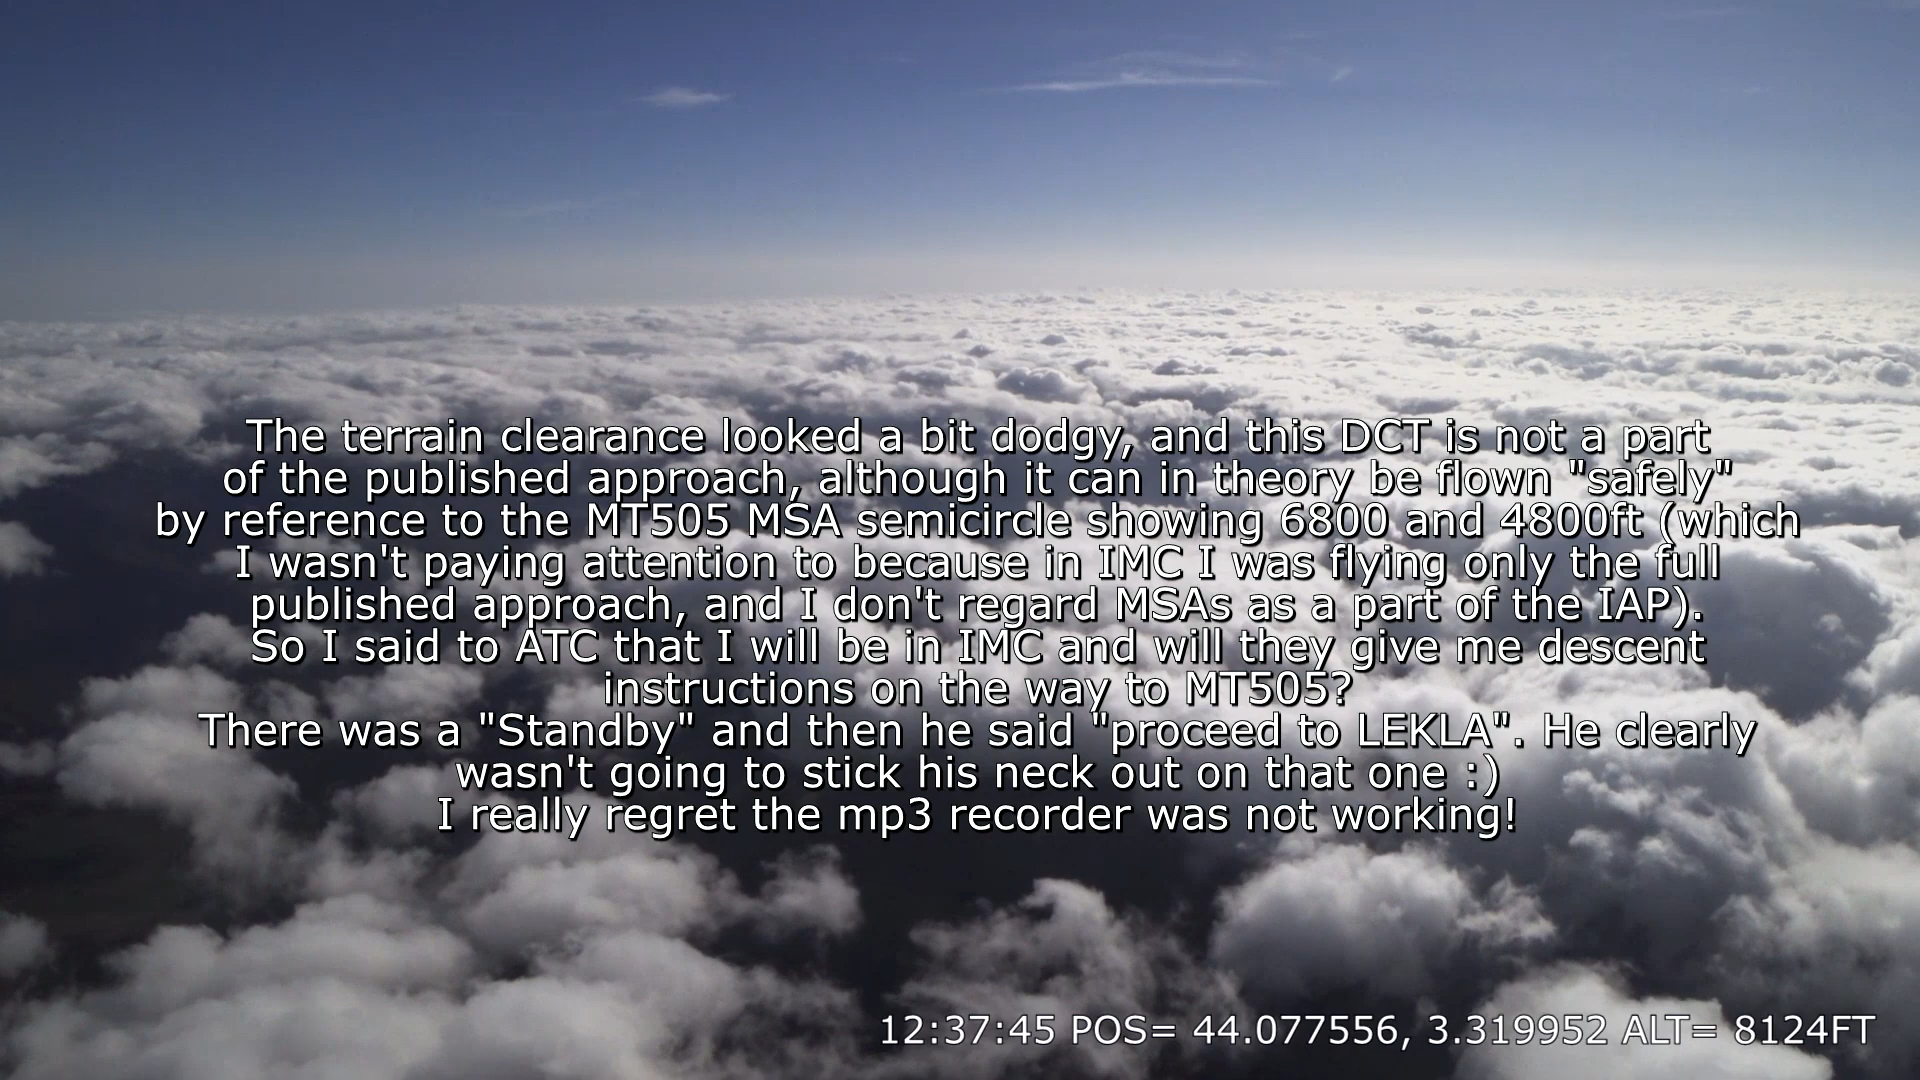 The terrain clearance looked a bit dodgy, and this DCT is not a part
of the published approach, although it can in theory be flown "safely"
by reference to the MT505 MSA semicircle showing 6800 and 4800ft (which
I wasn't paying attention to because in IMC I was flying only the full
published approach, and I don't regard MSAs as a part of the IAP).
So I said to ATC that I will be in IMC and will they give me descent
instructions on the way to MT505?
There was a "Standby" and then he said "proceed to LEKLA". He clearly
wasn't going to stick his neck out on that one :)
I really regret the mp3 recorder was not working!
12:37:45 POS= 44.077556, 3.319952 ALT= 8124FT